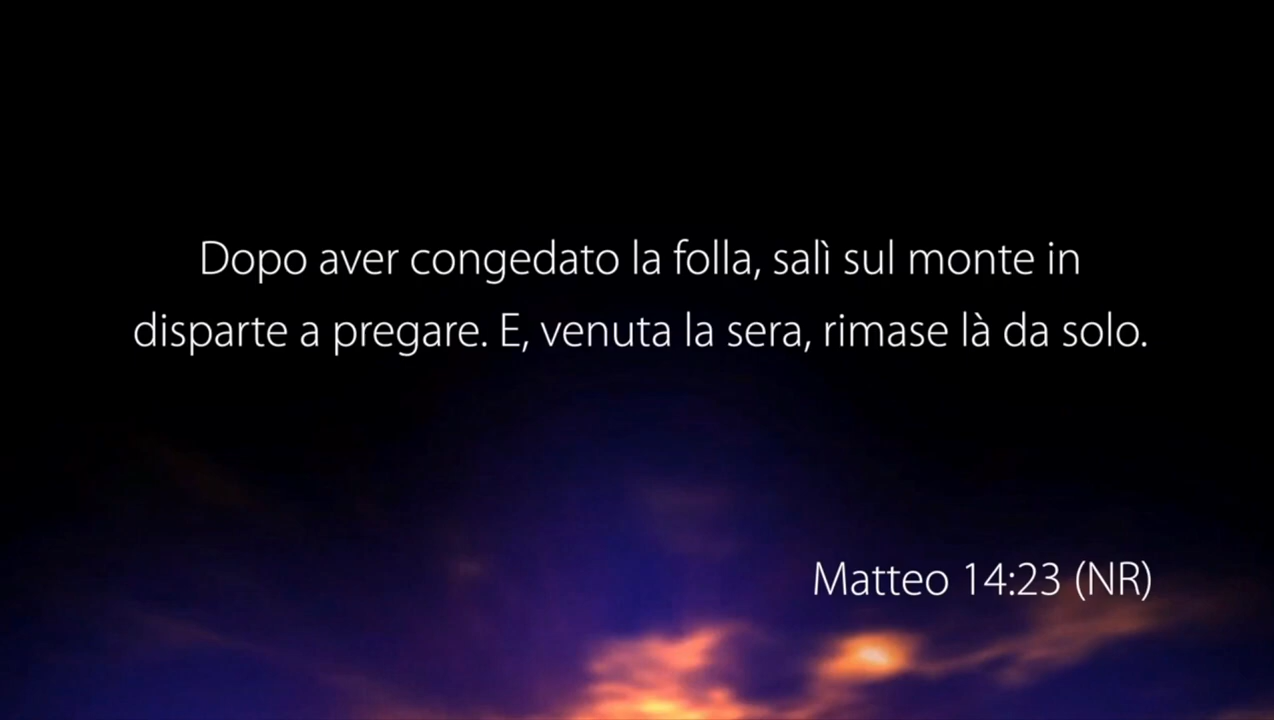 Dopo aver congedato la folla, salì sul monte in
disparte a pregare. E, venuta la sera, rimase là da solo.
Matteo 14:23 (NR)